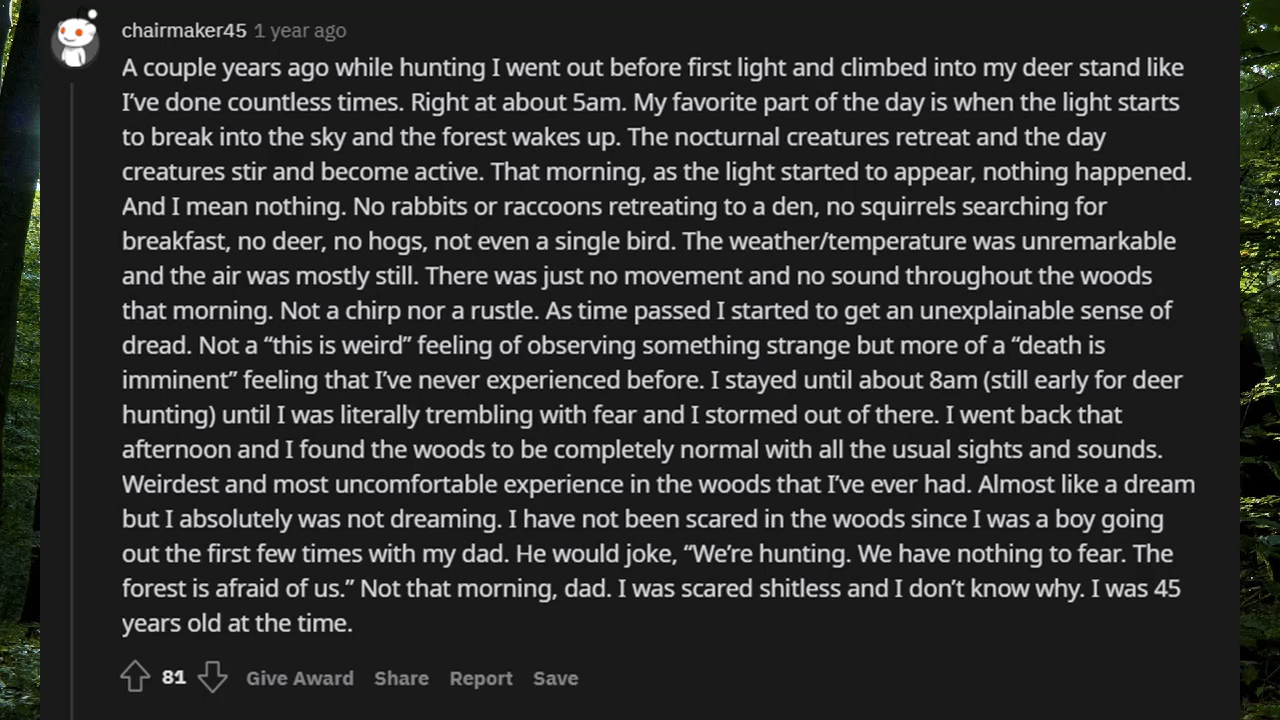 chairmaker45 1 year ago
A couple years ago while hunting I went out before first light and climbed into my deer stand like
I’ve done countless times. Right at about 5am. My favorite part of the day is when the light starts
to break into the sky and the forest wakes up. The nocturnal creatures retreat and the day
creatures stir and become active. That morning, as the light started to appear, nothing happened.
And I mean nothing. No rabbits or raccoons retreating to a den, no squirrels searching for
breakfast, no deer, no hogs, not even a single bird. The weather/temperature was unremarkable
and the air was mostly still. There was just no movement and no sound throughout the woods
that morning. Not a chirp nor a rustle. As time passed I started to get an unexplainable sense of
dread. Not a “this is weird” feeling of observing something strange but more of a “death is
imminent” feeling that I’ve never experienced before. I stayed until about 8am (still early for deer
hunting) until I was literally trembling with fear and I stormed out of there. I went back that
afternoon and I found the woods to be completely normal with all the usual sights and sounds.
Weirdest and most uncomfortable experience in the woods that I’ve ever had. Almost like a dream
but I absolutely was not dreaming. I have not been scared in the woods since I was a boy going
out the first few times with my dad. He would joke, “We’re hunting. We have nothing to fear. The
forest is afraid of us.” Not that morning, dad. I was scared shitless and I don’t know why. I was 45
years old at the time.
81 Give Award Share Report Save